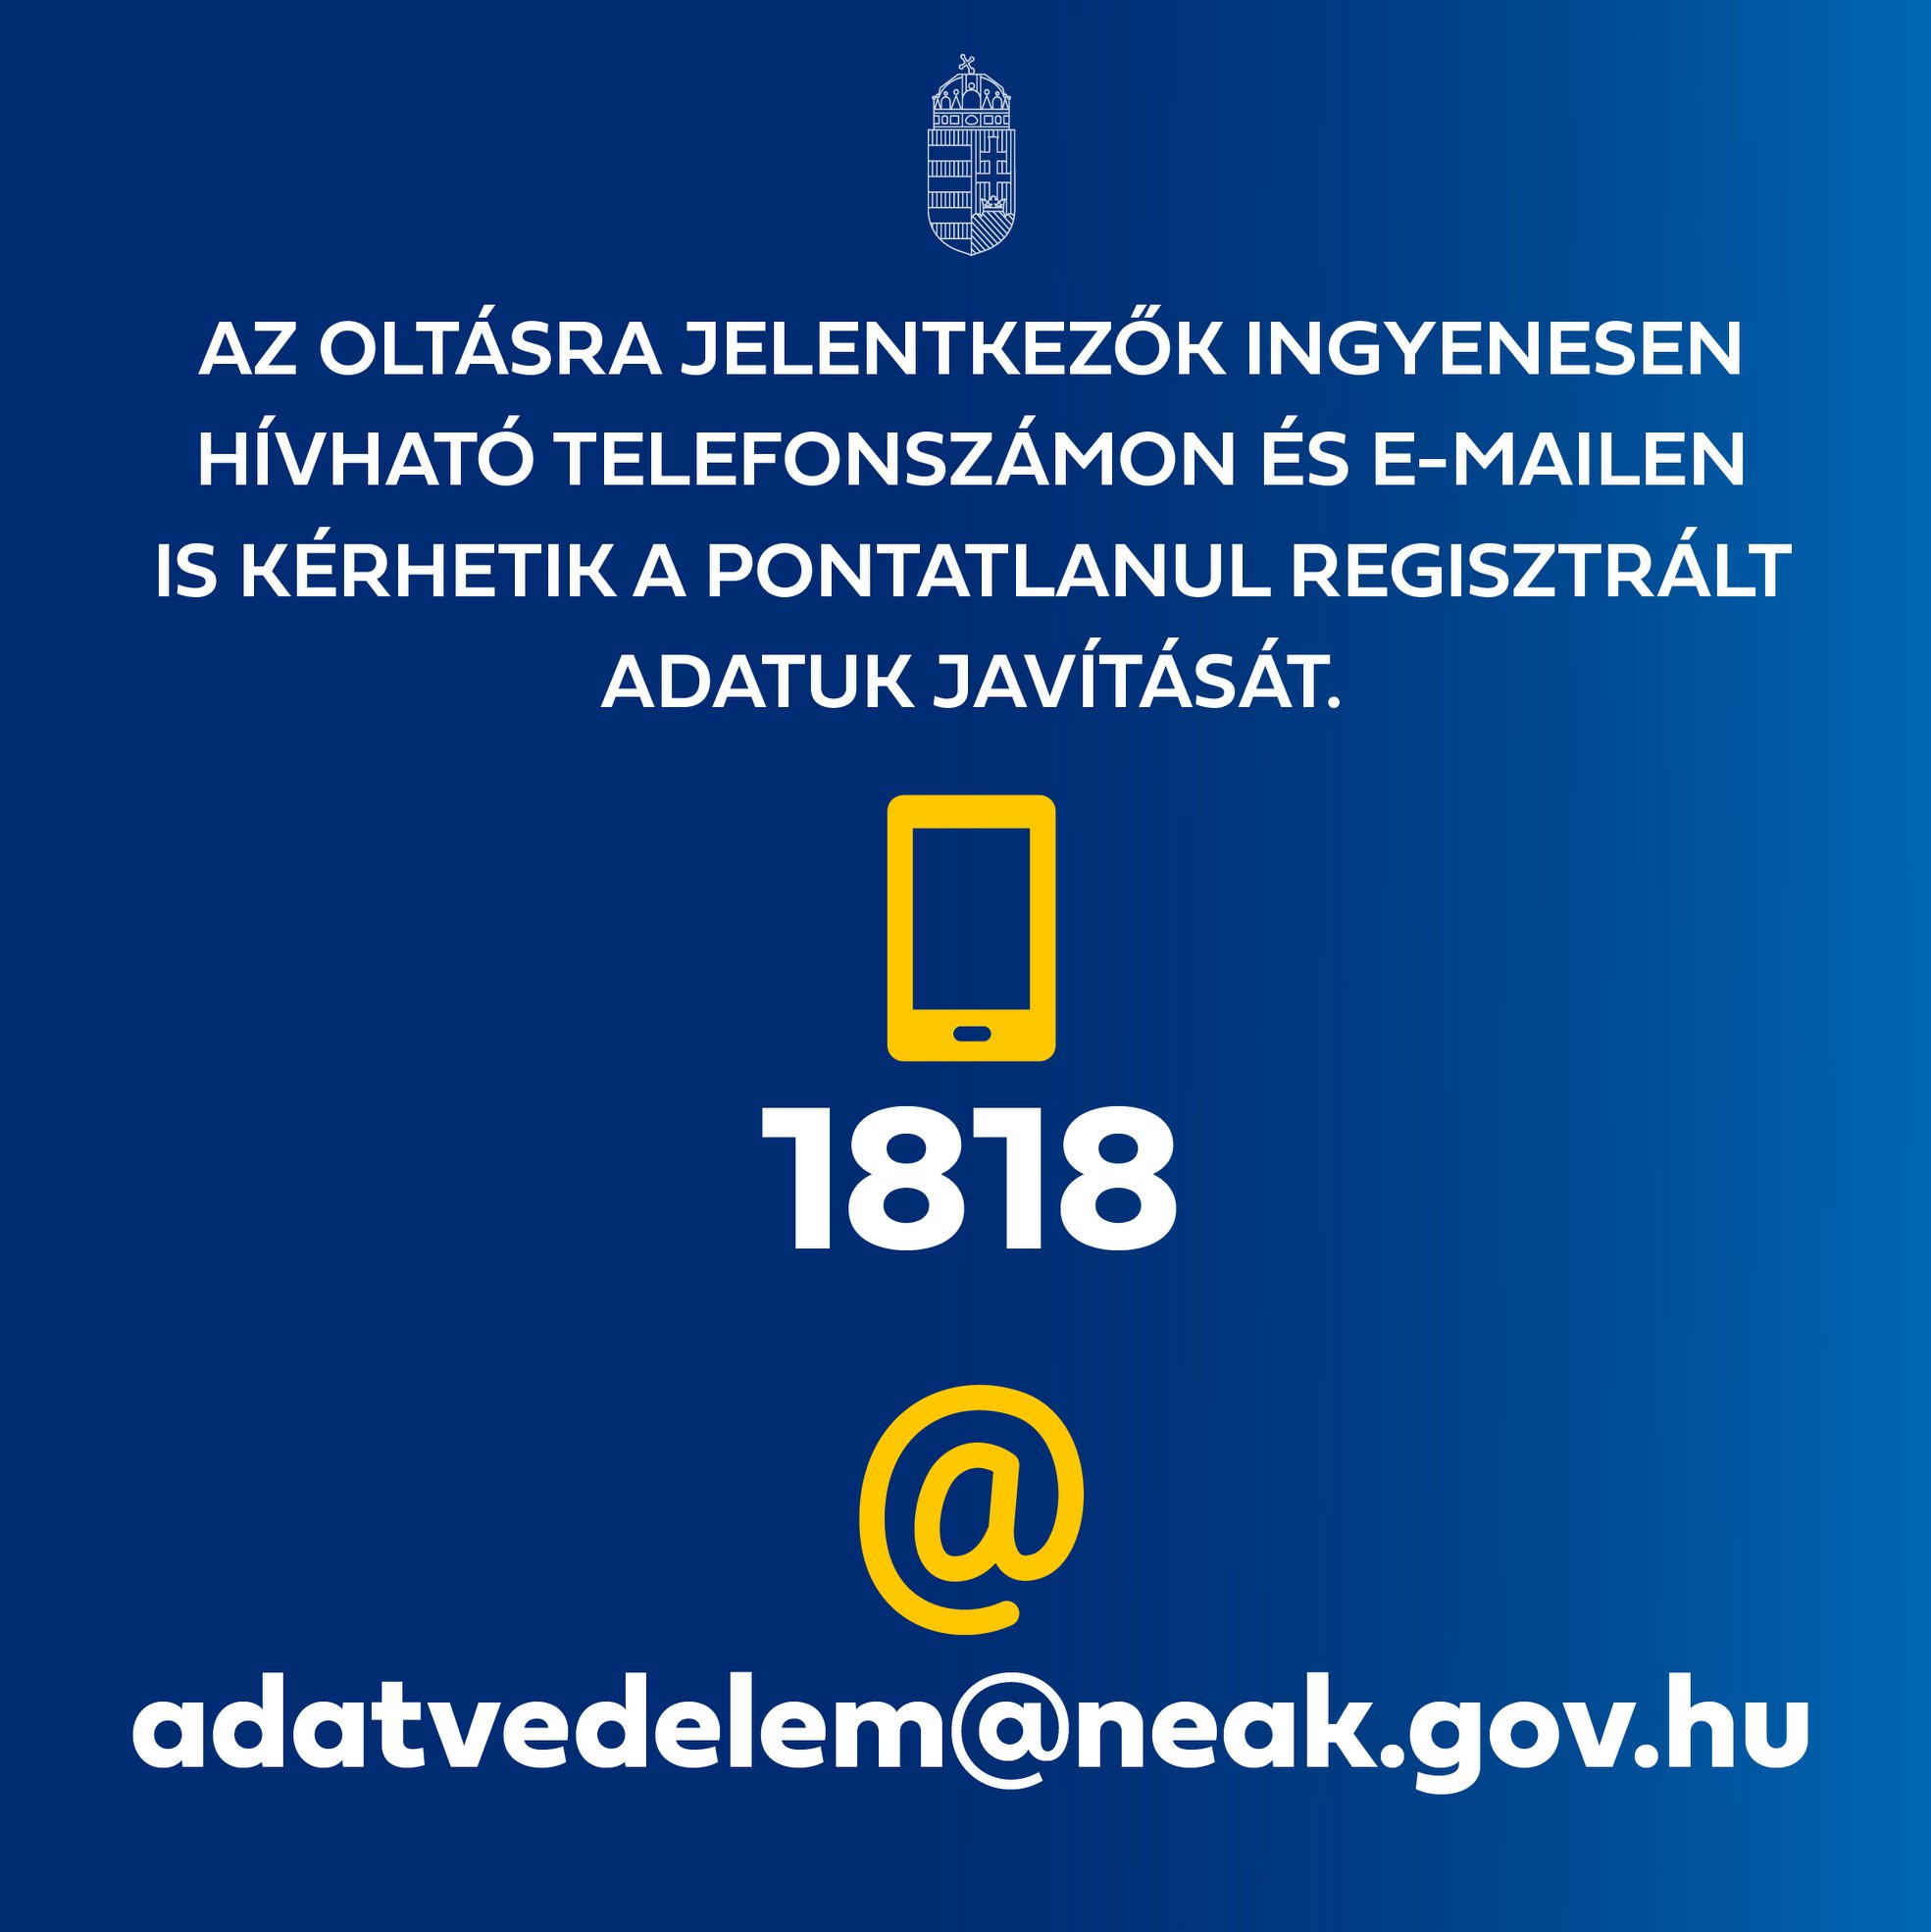 AZ OLTÁSRA JELENTKEZŐK INGYENESEN
HÍVHATÓ TELEFONSZÁMON ÉS E-MAILEN
IS KÉRHETIK A PONTATLANUL REGISZTRÁLT
ADATUK JAVÍTÁSÁT.
1818
@
adatvedelem@neak.gov.hu